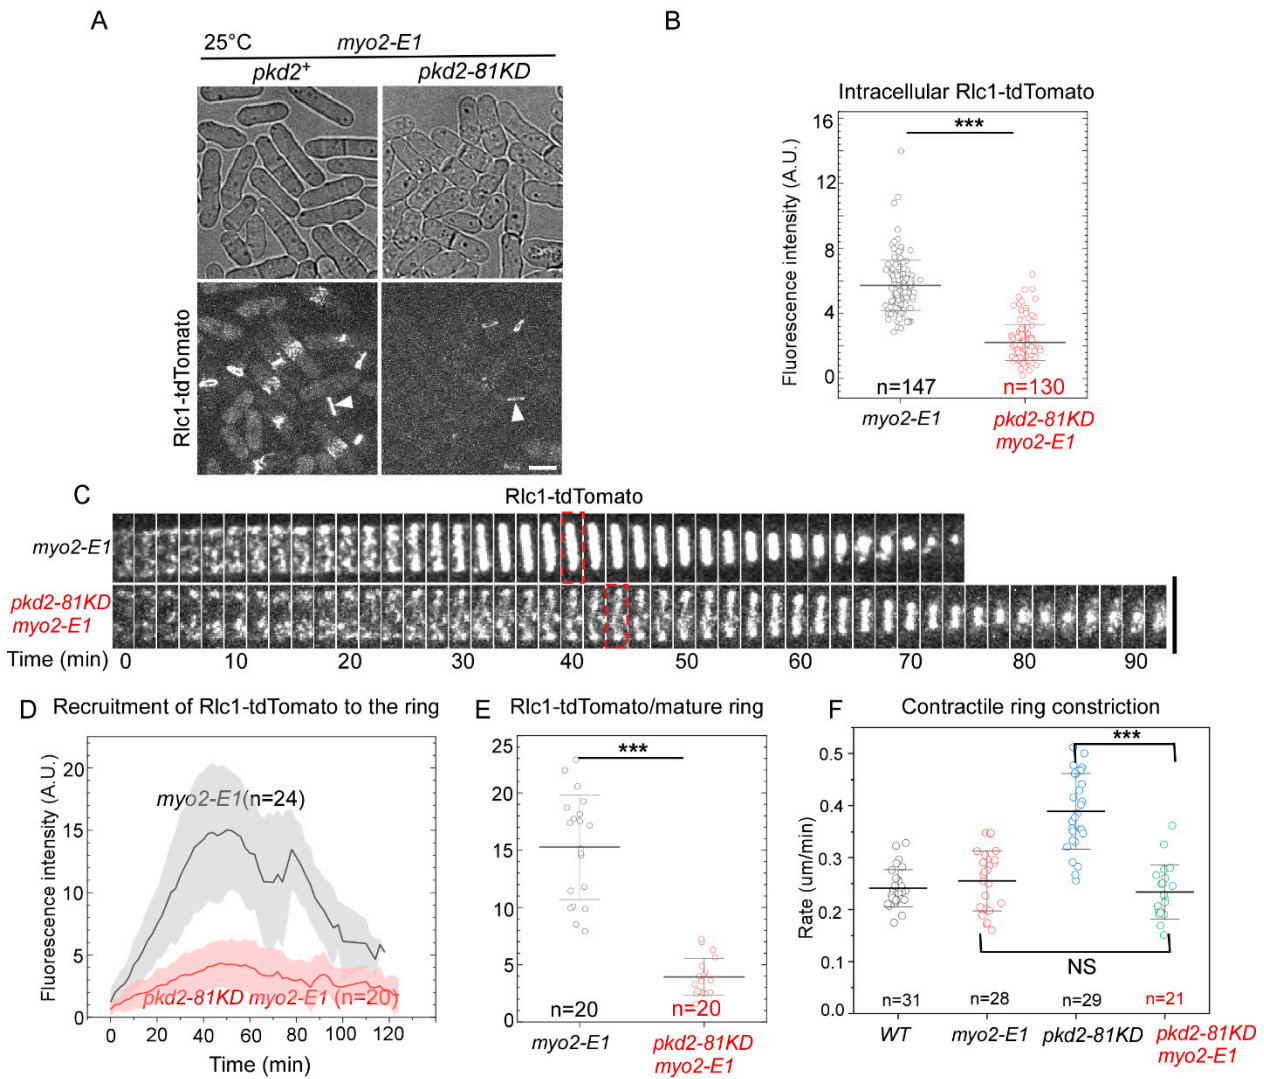 A
25°C myo2-E1
pkd2+ pkd2-81KD
Rlc1-tdTomato
B
Intracellular Rlc1-tdTomato
Fluorescence intensity (A.U.)
16
12
8
4
0
***
n=147 n=130
myo2-E1 pkd2-81KD
myo2-E1
C
Rlc1-tdTomato
myo2-E1
pkd2-81KD
myo2-E1
Time (min) 0 10 20 30 40 50 60 70 80 90
D Recruitment of Rlc1-tdTomato to the ring
Fluorescence intensity (A.U.)
20
15
10
5
0
myo2-E1(n=24)
pkd2-81KD myo2-E1 (n=20)
0 20 40 60 80 100 120
Time (min)
E Rlc1-tdTomato/mature ring
25
20
15
10
5
0
***
n=20 n=20
myo2-E1 pkd2-81KD
myo2-E1
F Contractile ring constriction
Rate (um/min)
0.5
0.4
0.3
0.2
0.1
0.0
***
NS
n=31 n=28 n=29 n=21
WT myo2-E1 pkd2-81KD pkd2-81KD
myo2-E1